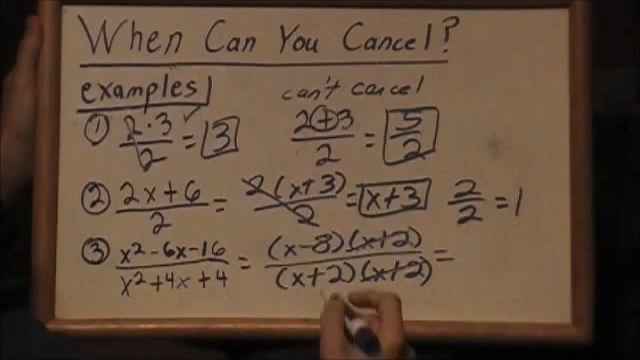 When Can You Cancel?
examples can't cancel
① 2·3/2 = 3 ✓ (2+3)/2 = 5/2
② (2x+6)/2 = 2(x+3)/2 = x+3 2/2 = 1
③ (x²-6x-16)/(x²+4x+4) = (x-8)(x+2)/(x+2)(x+2) =